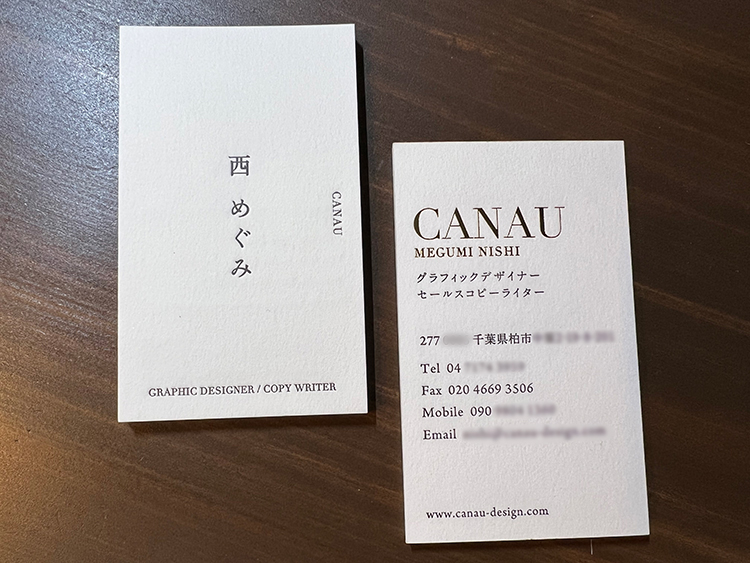 西 めぐみ
CANAU
GRAPHIC DESIGNER / COPY WRITER
CANAU
MEGUMI NISHI
グラフィックデザイナー
セールスコピーライター
277 千葉県柏市
Tel 04
Fax 020 4669 3506
Mobile 090
Email
www.canau-design.com